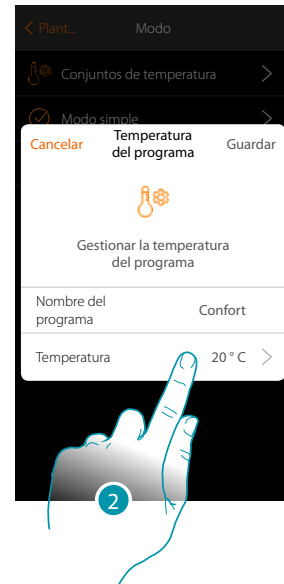 < Plant... Modo
Conjuntos de temperatura >
Modo simple >
Cancelar Temperatura del programa Guardar
Gestionar la temperatura
del programa
Nombre del programa Confort
Temperatura 20 ° C >
2